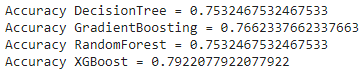 Accuracy DecisionTree = 0.7532467532467533
Accuracy GradientBoosting = 0.7662337662337663
Accuracy RandomForest = 0.7532467532467533
Accuracy XGBoost = 0.7922077922077922